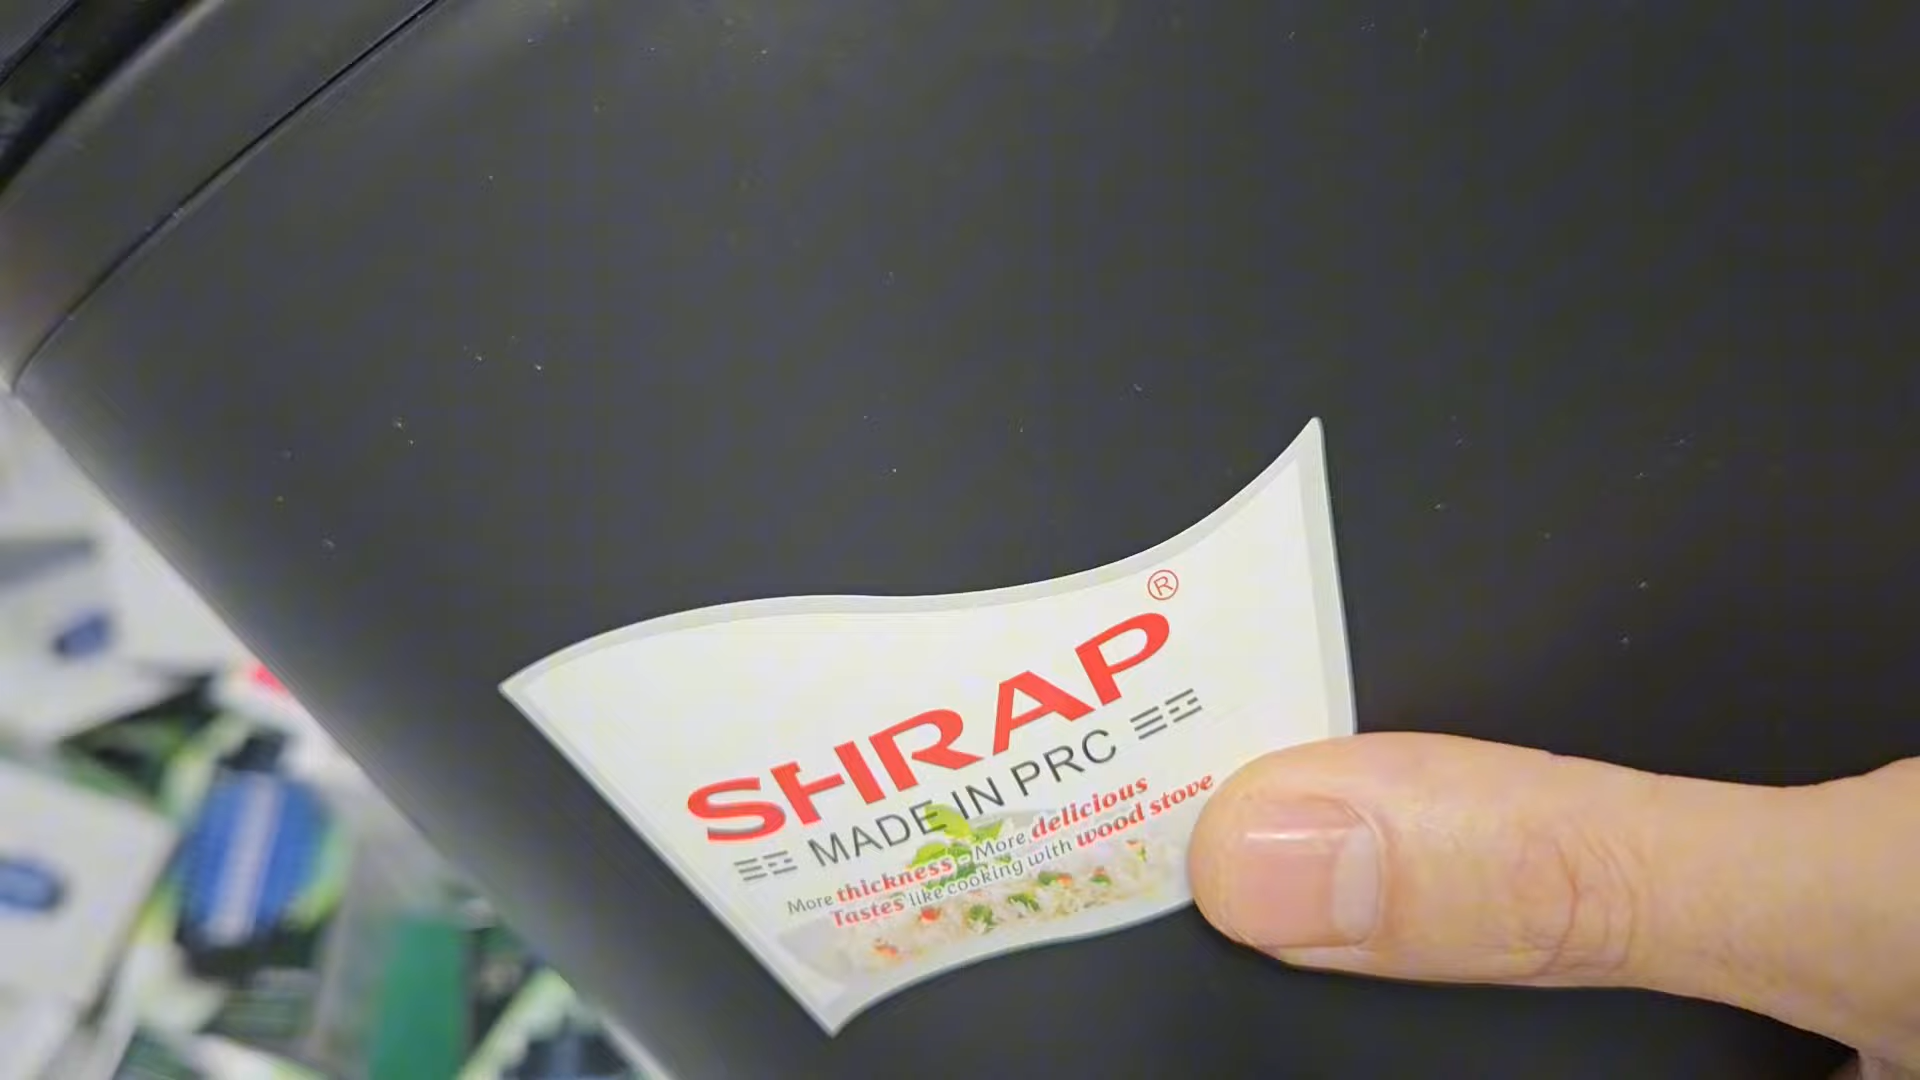 SHRAP®
MADE IN PRC
More thickness - More delicious
Tastes like cooking with wood stove